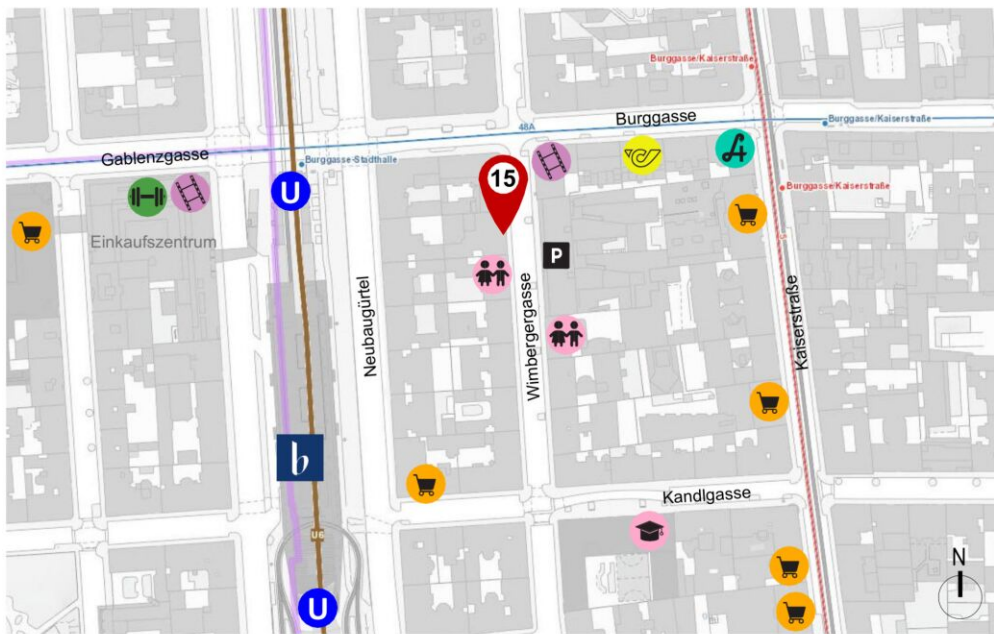 Burggasse/Kaiserstraße
Burggasse
48A
Burggasse/Kaiserstraße
Gablenzgasse
Burggasse-Stadthalle
15
U
Burggasse/Kaiserstraße
Einkaufszentrum
P
Neubaugürtel
Wimbergergasse
Kaiserstraße
b
Kandlgasse
U6
N
U